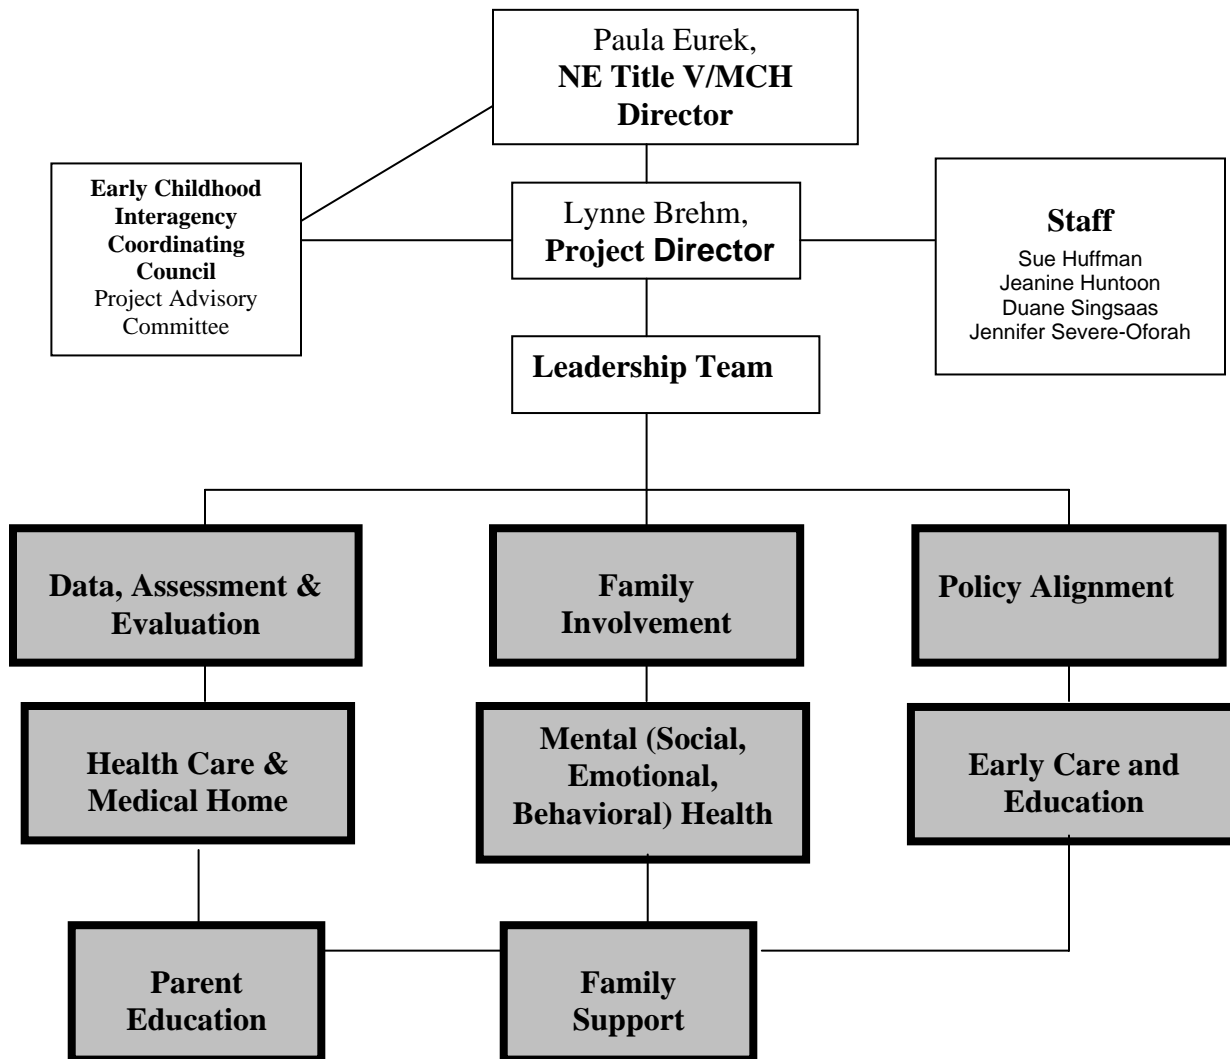 Paula Eurek,
NE Title V/MCH
Director
Early Childhood
Interagency
Coordinating
Council
Project Advisory
Committee
Lynne Brehm,
Project Director
Staff
Sue Huffman
Jeanine Huntoon
Duane Singsaas
Jennifer Severe-Oforah
Leadership Team
Data, Assessment &
Evaluation
Family
Involvement
Policy Alignment
Health Care &
Medical Home
Mental (Social,
Emotional,
Behavioral) Health
Early Care and
Education
Parent
Education
Family
Support